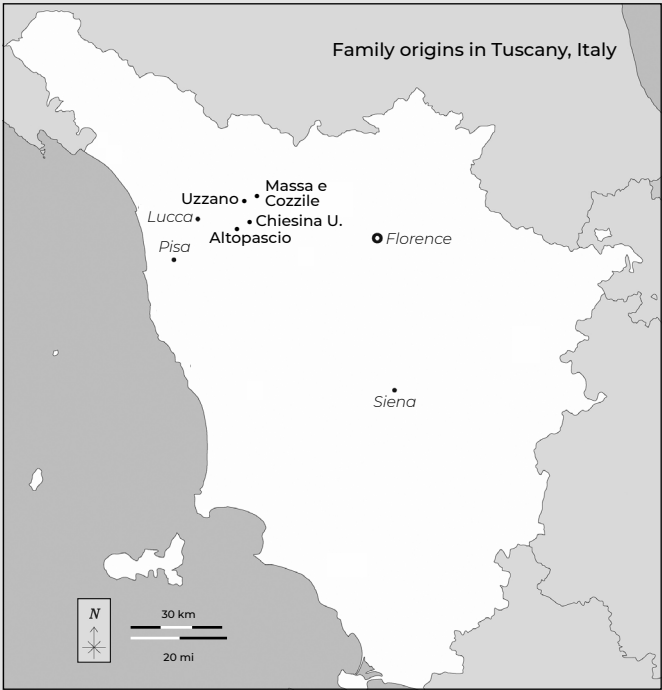 Family origins in Tuscany, Italy
Massa e
Cozzile
Uzzano
Lucca
Chiesina U.
Altopascio
Florence
Pisa
Siena
N
30 km
20 mi